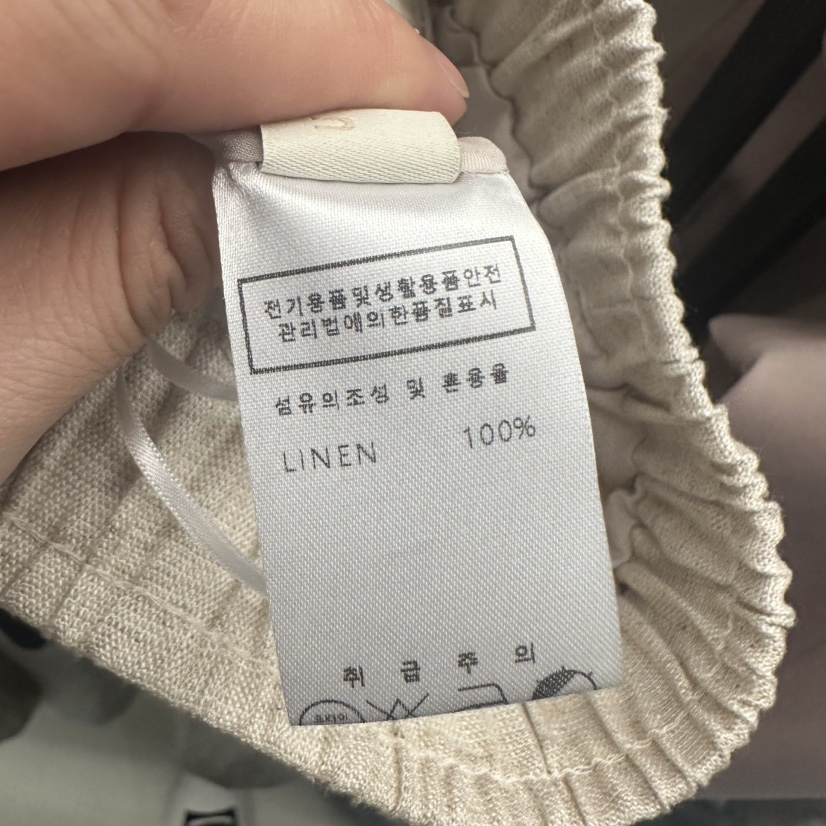 전기용품및생활용품안전
관리법에의한품질표시
섬유의조성 및 혼용율
LINEN 100%
취 급 주 의